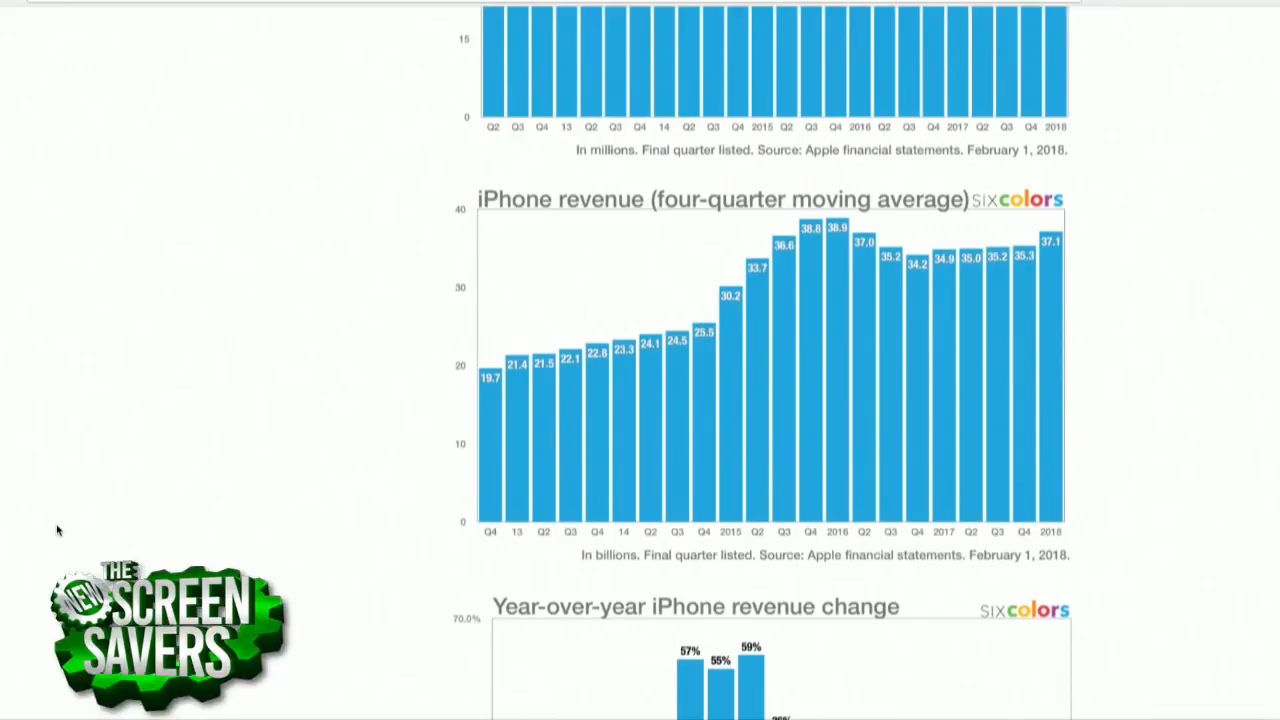 15
0
Q2 Q3 Q4 13 Q2 Q3 Q4 14 Q2 Q3 Q4 2015 Q2 Q3 Q4 2016 Q2 Q3 Q4 2017 Q2 Q3 Q4 2018
In millions. Final quarter listed. Source: Apple financial statements. February 1, 2018.
iPhone revenue (four-quarter moving average) SIXcolors
40
30
20
10
0
19.7 21.4 21.5 22.1 22.8 23.3 24.1 24.5 25.5 30.2 33.7 36.6 38.8 38.9 37.0 35.2 34.2 34.9 35.0 35.2 35.3 37.1
Q4 13 Q2 Q3 Q4 14 Q2 Q3 Q4 2015 Q2 Q3 Q4 2016 Q2 Q3 Q4 2017 Q2 Q3 Q4 2018
In billions. Final quarter listed. Source: Apple financial statements. February 1, 2018.
Year-over-year iPhone revenue change SIXcolors
70.0%
57% 55% 59%
THE
NEW SCREEN
SAVERS